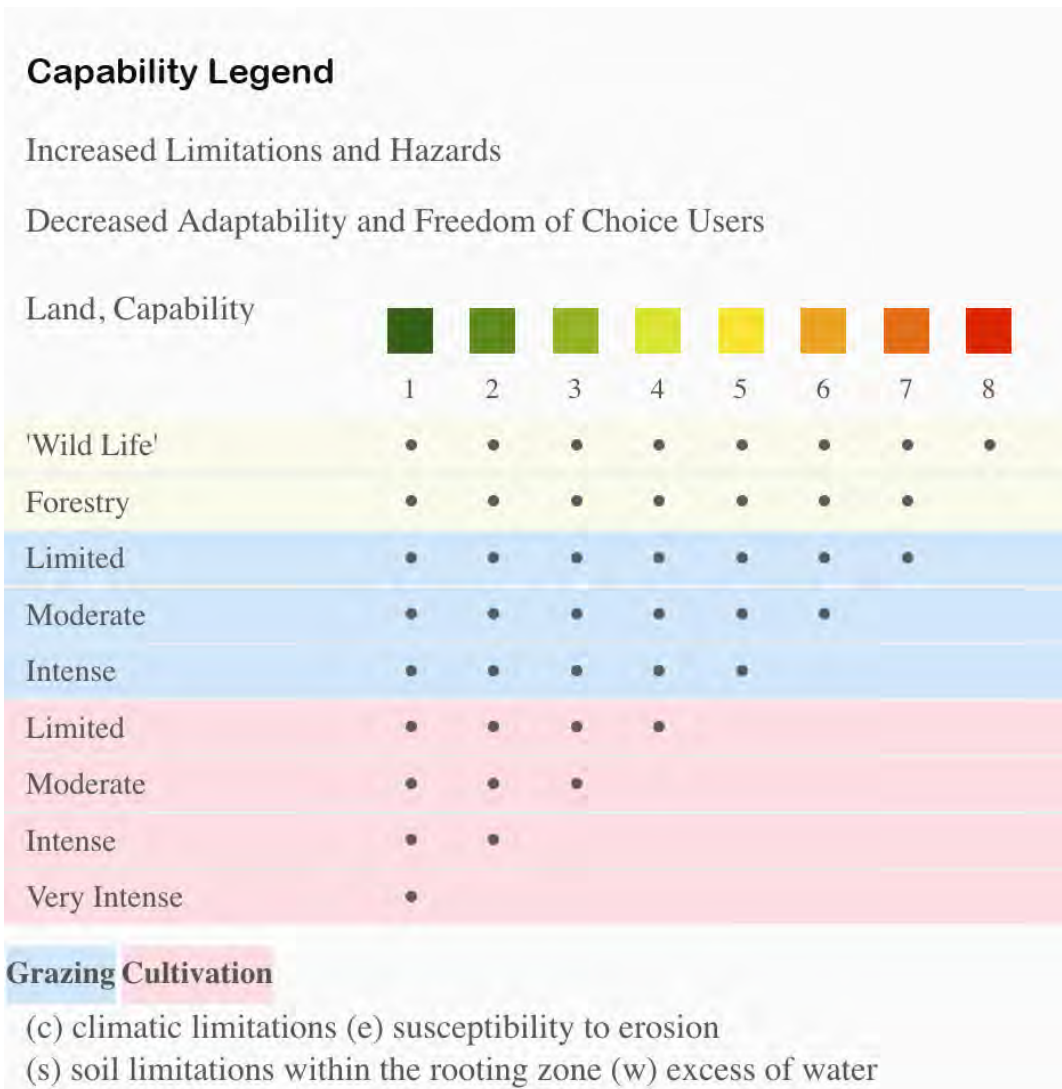 Capability Legend
Increased Limitations and Hazards
Decreased Adaptability and Freedom of Choice Users
Land, Capability
1 2 3 4 5 6 7 8
'Wild Life' • • • • • • • •
Forestry • • • • • • •
Limited • • • • • • •
Moderate • • • • • •
Intense • • • • •
Limited • • • •
Moderate • • •
Intense • •
Very Intense •
Grazing Cultivation
(c) climatic limitations (e) susceptibility to erosion
(s) soil limitations within the rooting zone (w) excess of water